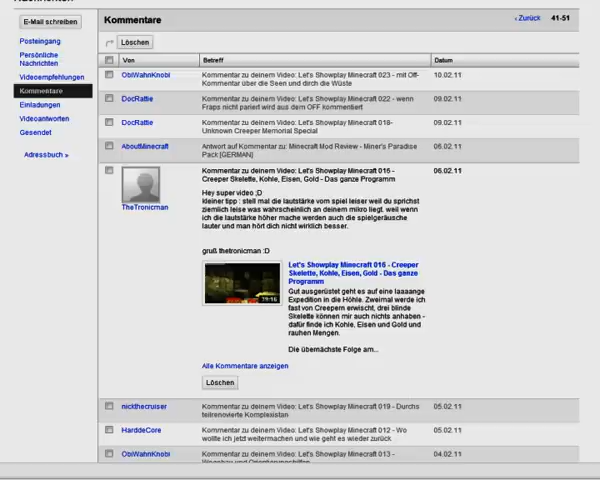 E-Mail schreiben
Kommentare
‹ Zurück 41-51
Löschen
Posteingang
Persönliche
Nachrichten
Videoempfehlungen
Kommentare
Einladungen
Videoantworten
Gesendet
Adressbuch »
Von Betreff Datum
ObiWahnKnobi Kommentar zu deinem Video: Let's Showplay Minecraft 023 - mit Off- 10.02.11
Kommentar über die Seen und dirch die Wüste
DocRattie Kommentar zu deinem Video: Let's Showplay Minecraft 022 - wenn 09.02.11
Fraps nicht pariert wird aus dem OFF kommentiert
DocRattie Kommentar zu deinem Video: Let's Showplay Minecraft 018- 09.02.11
Unknown Creeper Memorial Special
AboutMinecraft Antwort auf Kommentar zu: Minecraft Mod Review - Miner's Paradise 06.02.11
Pack [GERMAN]
Kommentar zu deinem Video: Let's Showplay Minecraft 016 - 06.02.11
Creeper Skelette, Kohle, Eisen, Gold - Das ganze Programm
TheTronicman
Hey super video ;D
kleiner tipp : stell mal die lautstärke vom spiel leiser weil du sprichst
ziemlich leise was wahrscheinlich an deinem mikro liegt. weil wenn
ich die lautstärke höher mache werden auch die spielgeräusche
lauter und man hört dich nicht wirklich besser.
gruß thetronicman :D
19:16
Let's Showplay Minecraft 016 - Creeper
Skelette, Kohle, Eisen, Gold - Das ganze
Programm
Gut ausgerüstet geht es auf eine laaaange
Expedition in die Höhle. Zweimal werde ich
fast von Creepern erwischt, drei blinde
Skelette können mir auch nichts anhaben -
dafür finde ich Kohle, Eisen und Gold und
rauhen Mengen.
Die übernächste Folge am...
Alle Kommentare anzeigen
Löschen
nickthecruiser Kommentar zu deinem Video: Let's Showplay Minecraft 019 - Durchs 05.02.11
teilrenovierte Komplexistan
HarddeCore Kommentar zu deinem Video: Let's Showplay Minecraft 012 - Wo 05.02.11
wollte ich jetzt weitermachen und wie geht es wieder zurück
ObiWahnKnobi Kommentar zu deinem Video: Let's Showplay Minecraft 013 - 04.02.11